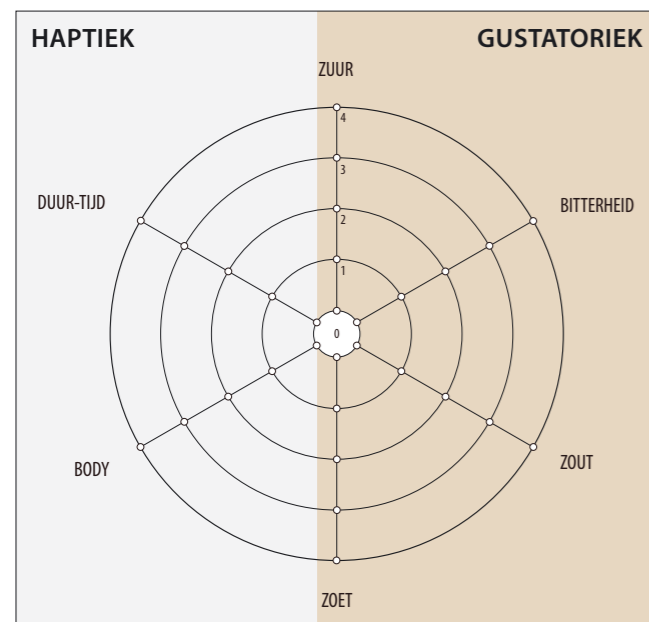 HAPTIEK
GUSTATORIEK
ZUUR
4
3
DUUR-TIJD
BITTERHEID
2
1
0
BODY
ZOUT
ZOET